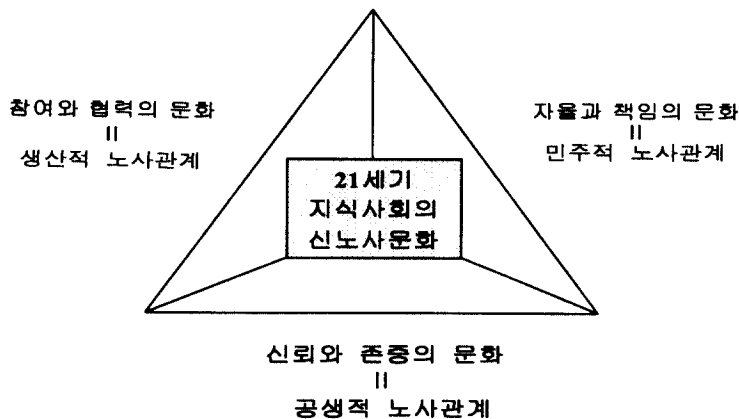 참여와 협력의 문화
=
생산적 노사관계
자율과 책임의 문화
=
민주적 노사관계
21세기
지식사회의
신노사문화
신뢰와 존중의 문화
=
공생적 노사관계